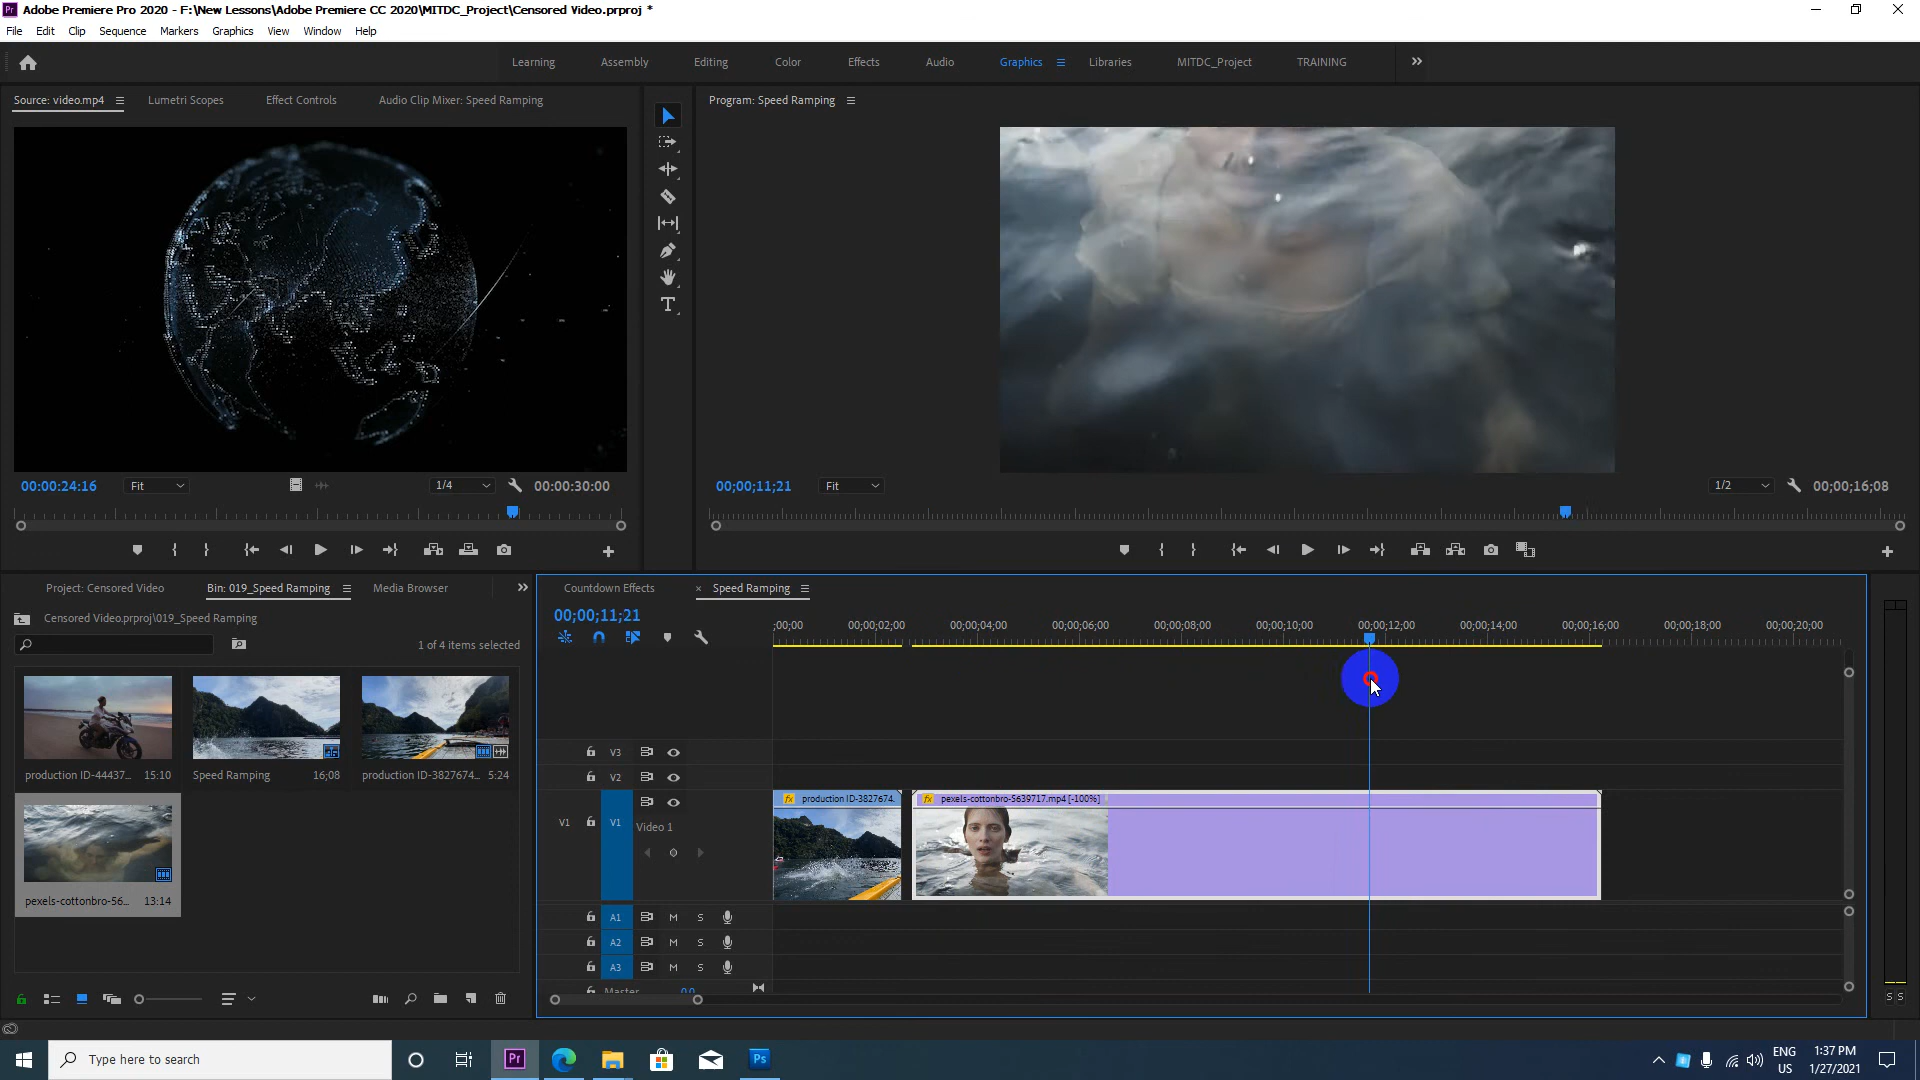 Pr Adobe Premiere Pro 2020 - F:\New Lessons\Adobe Premiere CC 2020\MITDC_Project\Censored Video.prproj *
File Edit Clip Sequence Markers Graphics View Window Help
Learning Assembly Editing Color Effects Audio Graphics Libraries MITDC_Project TRAINING
Source: video.mp4 Lumetri Scopes Effect Controls Audio Clip Mixer: Speed Ramping
Program: Speed Ramping
00:00:24:16 Fit 1/4 00:00:30:00
00;00;11;21 Fit 1/2 00;00;16;08
Project: Censored Video Bin: 019_Speed Ramping Media Browser
Censored Video.prproj\019_Speed Ramping
1 of 4 items selected
production ID-44437... 15:10
Speed Ramping 16;08
production ID-3827674... 5:24
pexels-cottonbro-56... 13:14
Countdown Effects × Speed Ramping
00;00;11;21
;00;00 00;00;02;00 00;00;04;00 00;00;06;00 00;00;08;00 00;00;10;00 00;00;12;00 00;00;14;00 00;00;16;00 00;00;18;00 00;00;20;00
V3
V2
V1 V1 Video 1
fx production ID-3827674.
fx pexels-cottonbro-5639717.mp4 [-100%]
A1 M S
A2 M S
A3 M S
Master 0.0
S S
Type here to search
Pr
Ps
ENG
US
1:37 PM
1/27/2021